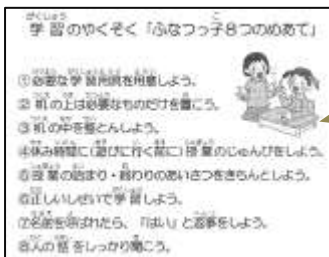 学習のやくそく「ふなつっ子8つのめあて」
①必要な学習用具を用意しよう。
②机の上は必要なものだけを置こう。
③机の中を整とんしよう。
④休み時間に(遊びに行く前に)授業のじゅんびをしよう。
⑤授業の始まり・終わりのあいさつをきちんとしよう。
⑥正しいしせいで学習しよう。
⑦名前を呼ばれたら、「はい」と返事をしよう。
⑧人の話をしっかり聞こう。